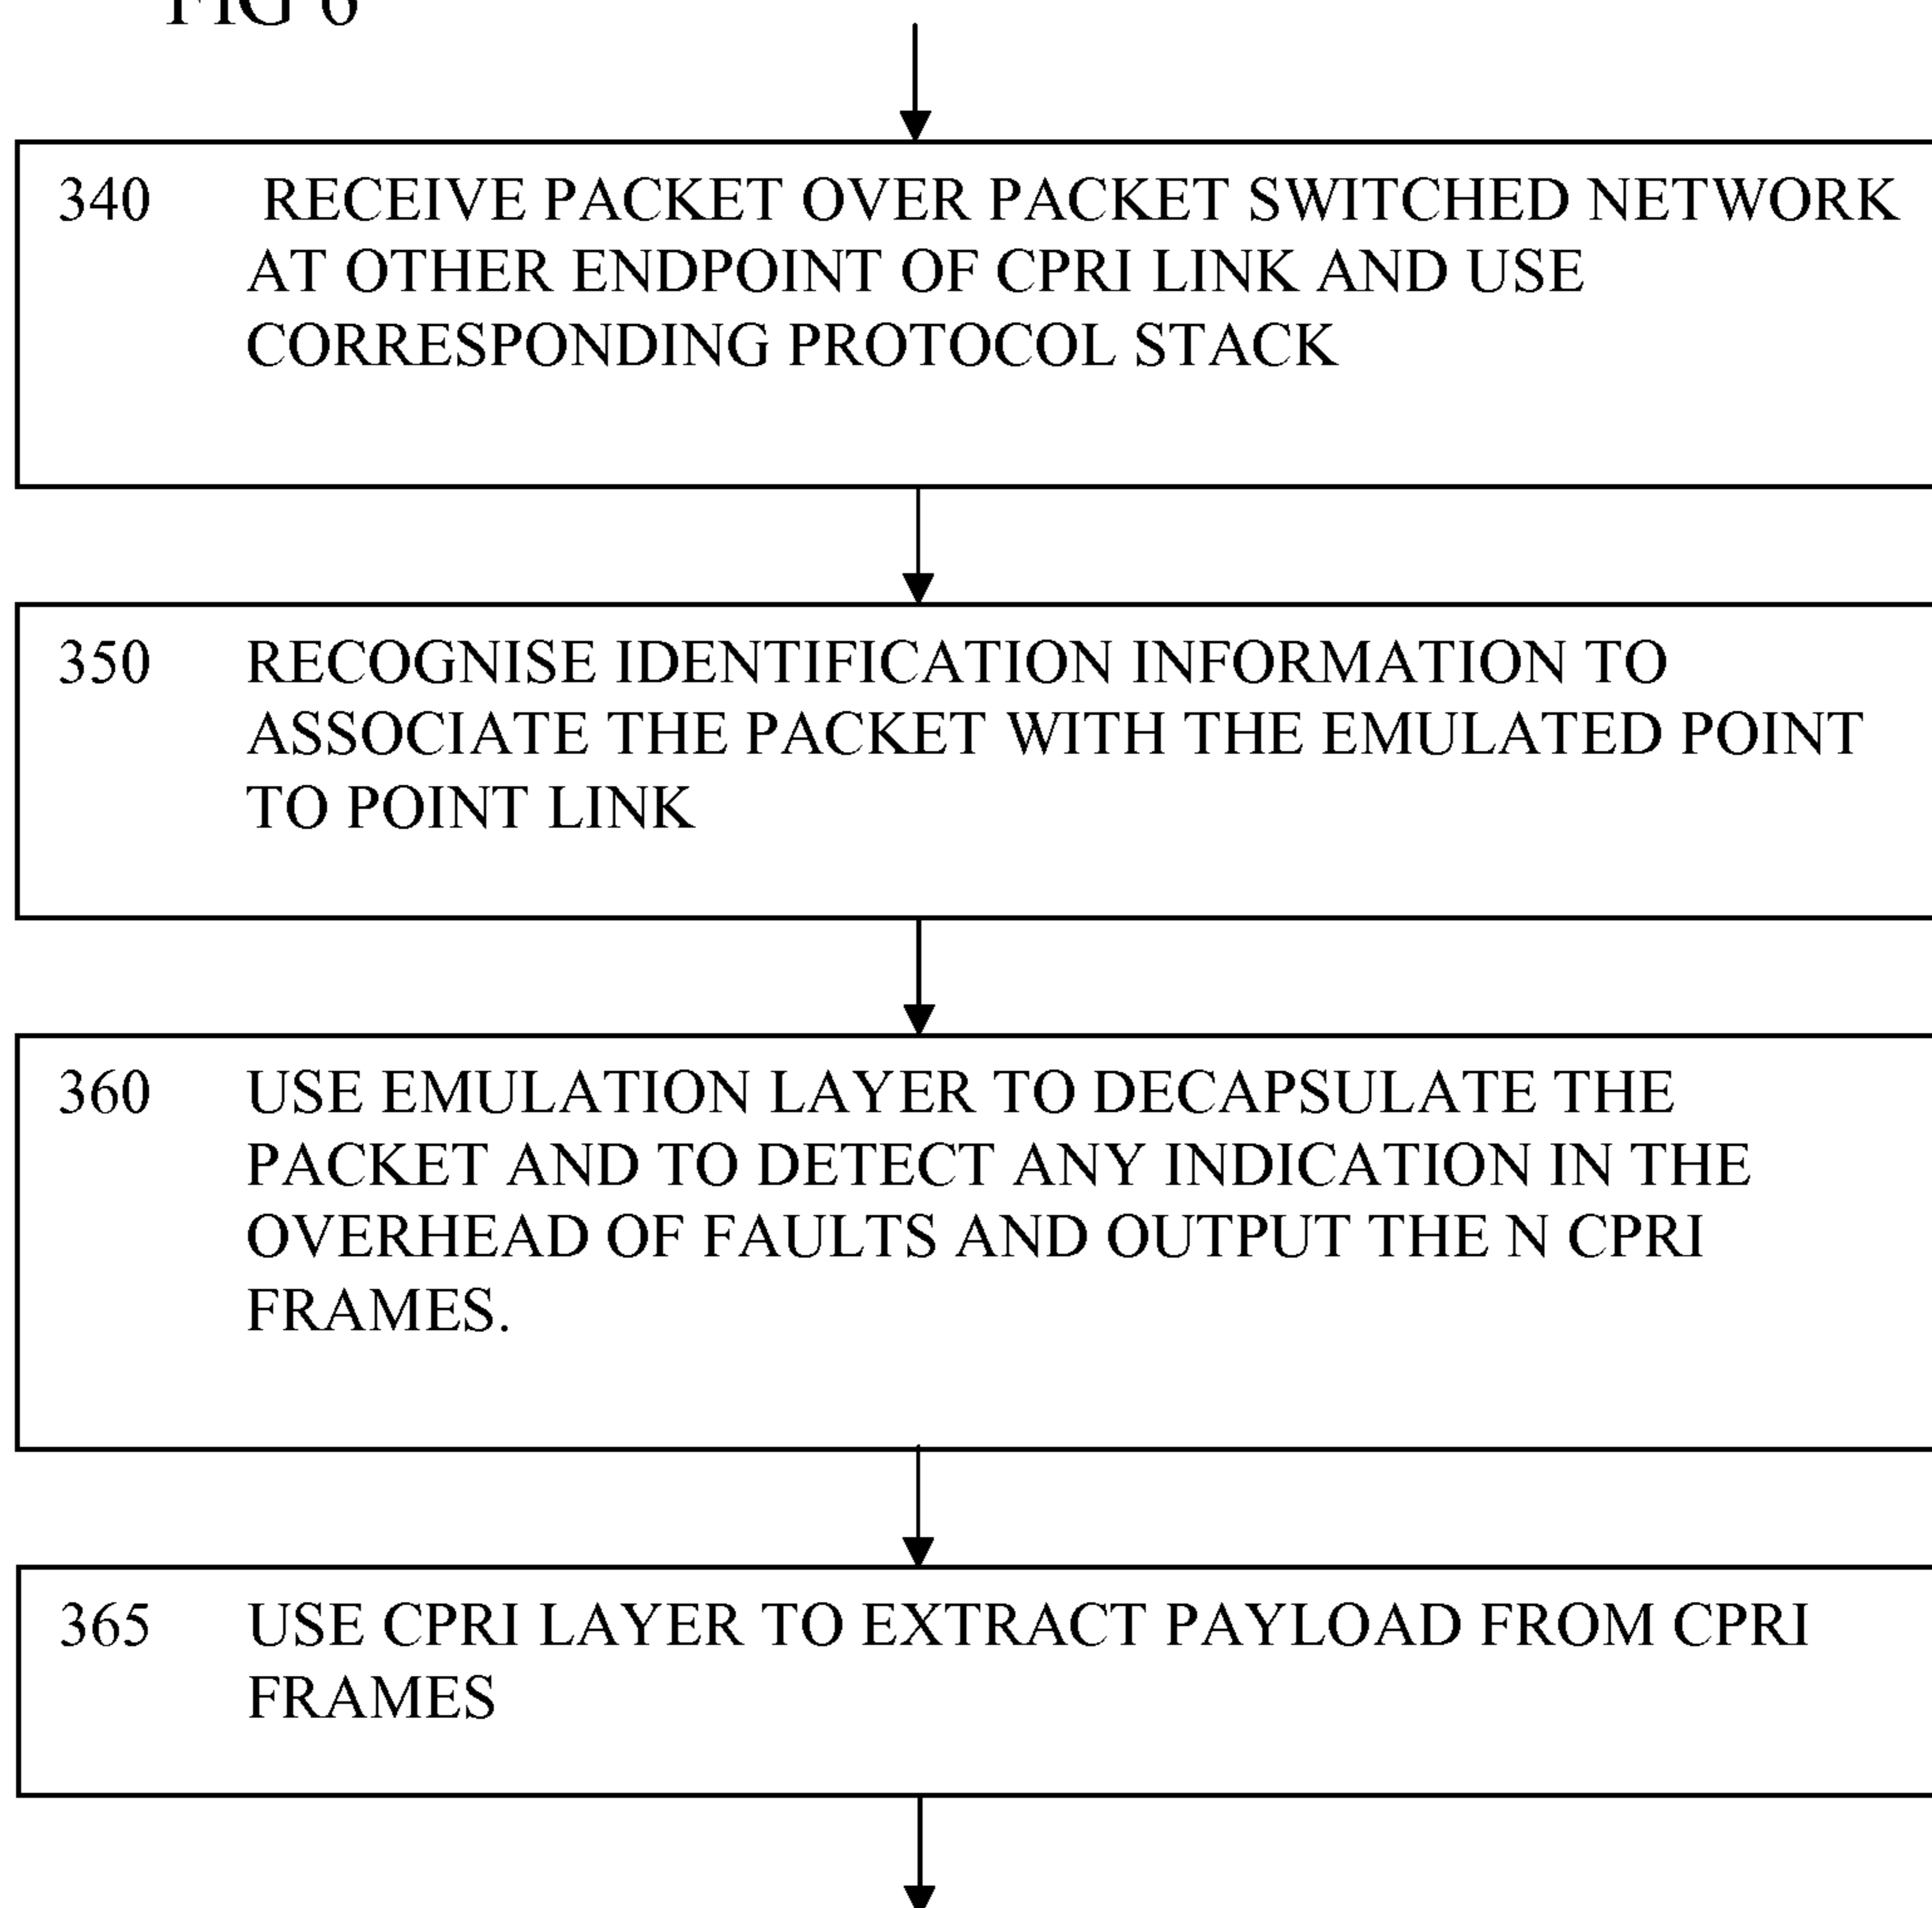 FIG 6
340 RECEIVE PACKET OVER PACKET SWITCHED NETWORK
AT OTHER ENDPOINT OF CPRI LINK AND USE
CORRESPONDING PROTOCOL STACK
350 RECOGNISE IDENTIFICATION INFORMATION TO
ASSOCIATE THE PACKET WITH THE EMULATED POINT
TO POINT LINK
360 USE EMULATION LAYER TO DECAPSULATE THE
PACKET AND TO DETECT ANY INDICATION IN THE
OVERHEAD OF FAULTS AND OUTPUT THE N CPRI
FRAMES.
365 USE CPRI LAYER TO EXTRACT PAYLOAD FROM CPRI
FRAMES